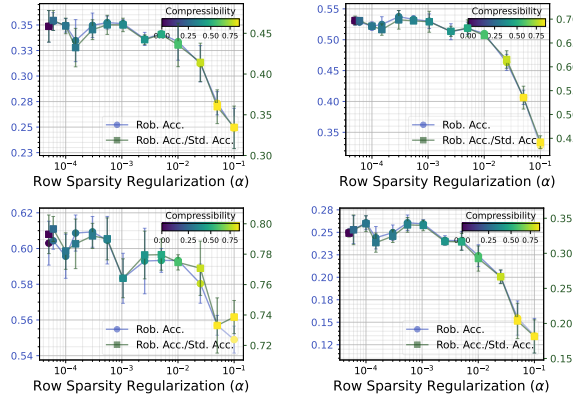 Compressibility
0.00 0.25 0.50 0.75
0.35
0.33
0.30
0.28
0.25
0.23
0.45
0.40
0.35
0.30
Rob. Acc.
Rob. Acc./Std. Acc.
10⁻⁴ 10⁻³ 10⁻² 10⁻¹
Row Sparsity Regularization (α)
Compressibility
0.00 0.25 0.50 0.75
0.55
0.50
0.45
0.40
0.35
Rob. Acc.
Rob. Acc./Std. Acc.
10⁻⁴ 10⁻³ 10⁻² 10⁻¹
Row Sparsity Regularization (α)
Compressibility
0.00 0.25 0.50 0.75
0.62
0.60
0.58
0.56
0.54
0.80
0.78
0.76
0.74
0.72
Rob. Acc.
Rob. Acc./Std. Acc.
10⁻⁴ 10⁻³ 10⁻² 10⁻¹
Row Sparsity Regularization (α)
Compressibility
0.00 0.25 0.50 0.75
0.28
0.25
0.23
0.20
0.17
0.15
0.12
0.35
0.30
0.25
0.20
0.15
Rob. Acc.
Rob. Acc./Std. Acc.
10⁻⁴ 10⁻³ 10⁻² 10⁻¹
Row Sparsity Regularization (α)